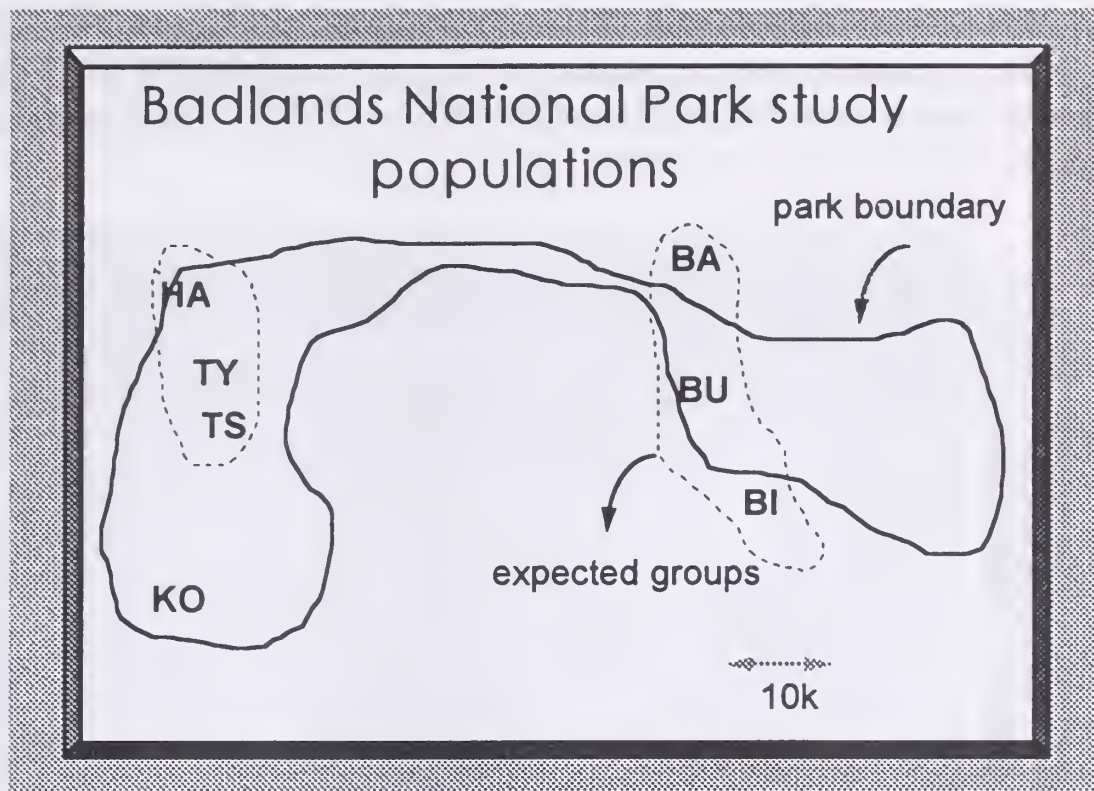 Badlands National Park study
populations
park boundary
BA
HA
TY
BU
TS
BI
expected groups
KO
10k